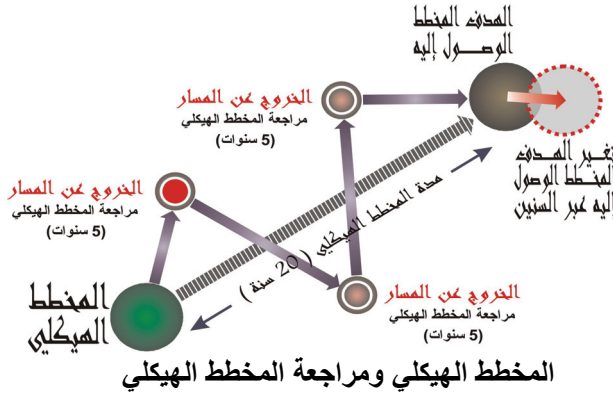 الهدف المخطط
الوصول إليه
الخروج عن المسار
مراجعة المخطط الهيكلي
(5 سنوات)
تغير الهدف
المخطط الوصول
إليه عبر السنين
الخروج عن المسار
مراجعة المخطط الهيكلي
(5 سنوات)
مدة المخطط الهيكلي ( 20 سنة )
المخطط
الهيكلي
الخروج عن المسار
مراجعة المخطط الهيكلي
(5 سنوات)
المخطط الهيكلي ومراجعة المخطط الهيكلي